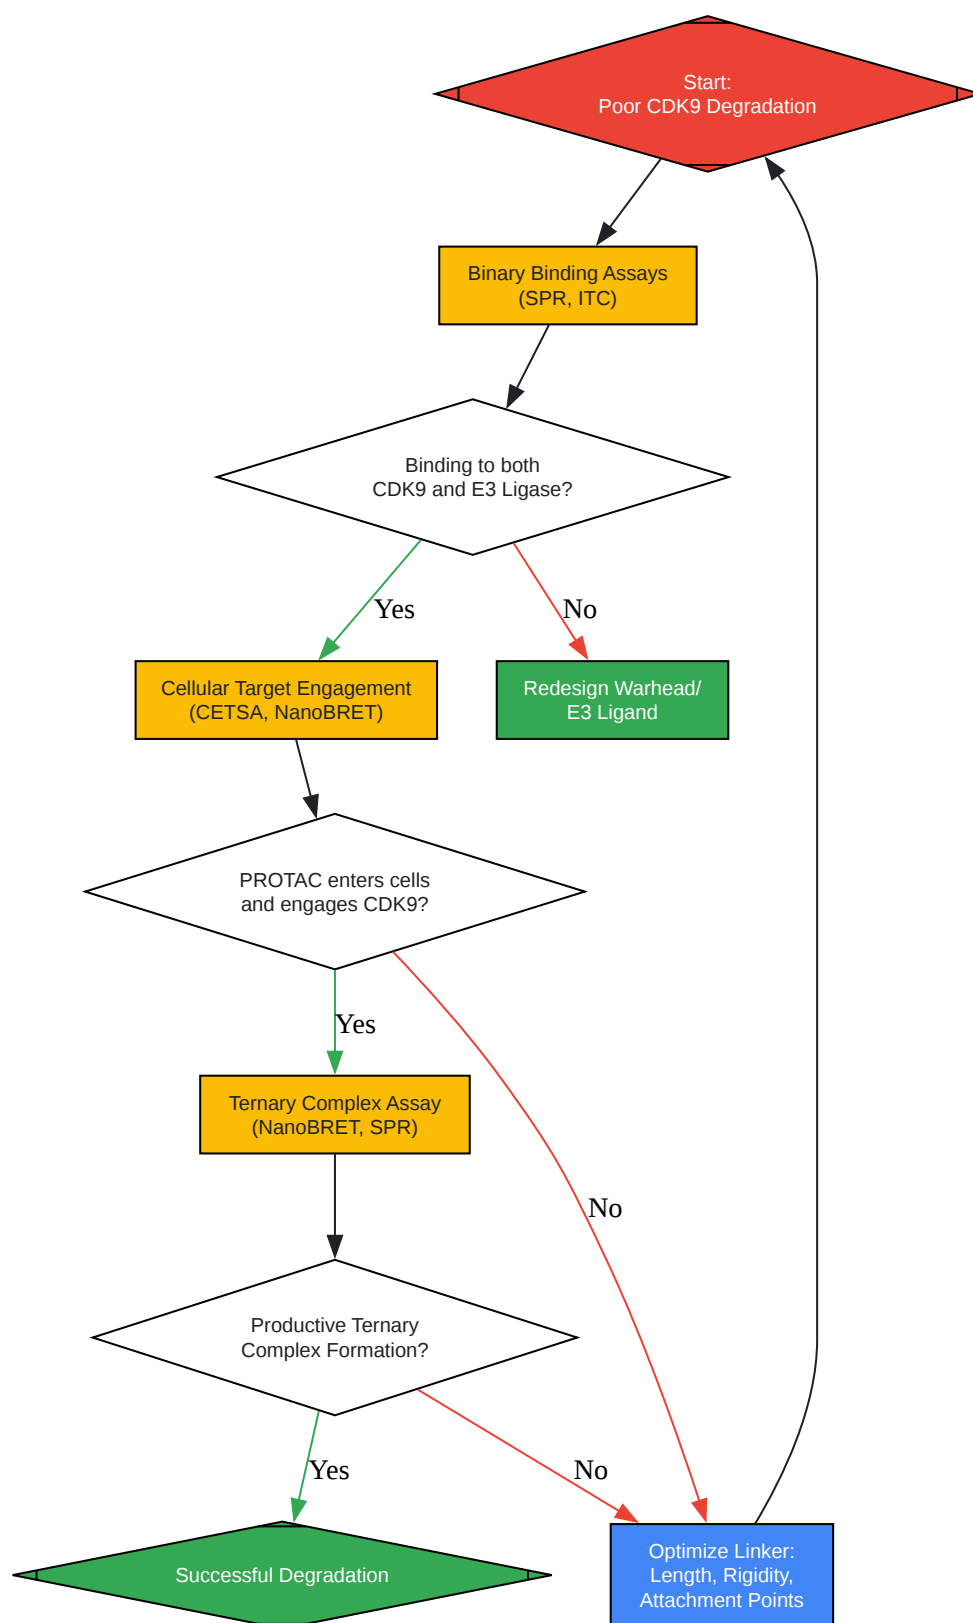 Start:
Poor CDK9 Degradation
Binary Binding Assays
(SPR, ITC)
Binding to both
CDK9 and E3 Ligase?
Yes
No
Cellular Target Engagement
(CETSA, NanoBRET)
Redesign Warhead/
E3 Ligand
PROTAC enters cells
and engages CDK9?
Yes
Ternary Complex Assay
(NanoBRET, SPR)
No
Productive Ternary
Complex Formation?
Yes
No
Successful Degradation
Optimize Linker:
Length, Rigidity,
Attachment Points